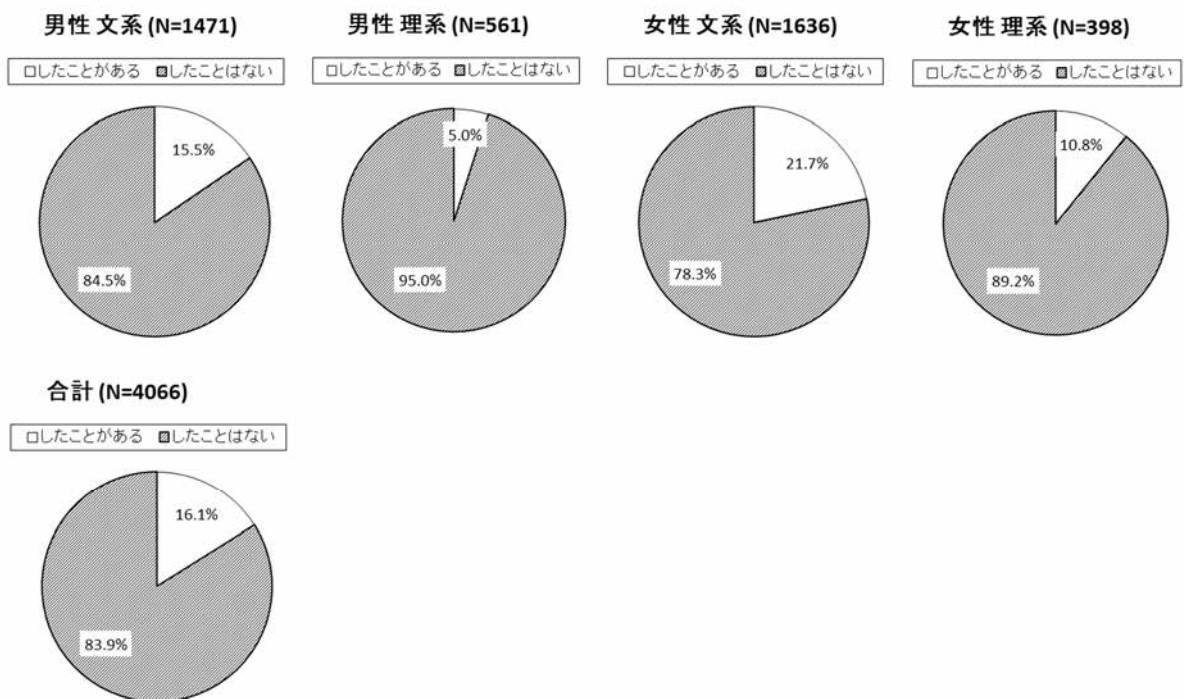 男性 文系 (N=1471)
□したことがある ▨したことはない
15.5%
84.5%
男性 理系 (N=561)
□したことがある ▨したことはない
5.0%
95.0%
女性 文系 (N=1636)
□したことがある ▨したことはない
21.7%
78.3%
女性 理系 (N=398)
□したことがある ▨したことはない
10.8%
89.2%
合計 (N=4066)
□したことがある ▨したことはない
16.1%
83.9%